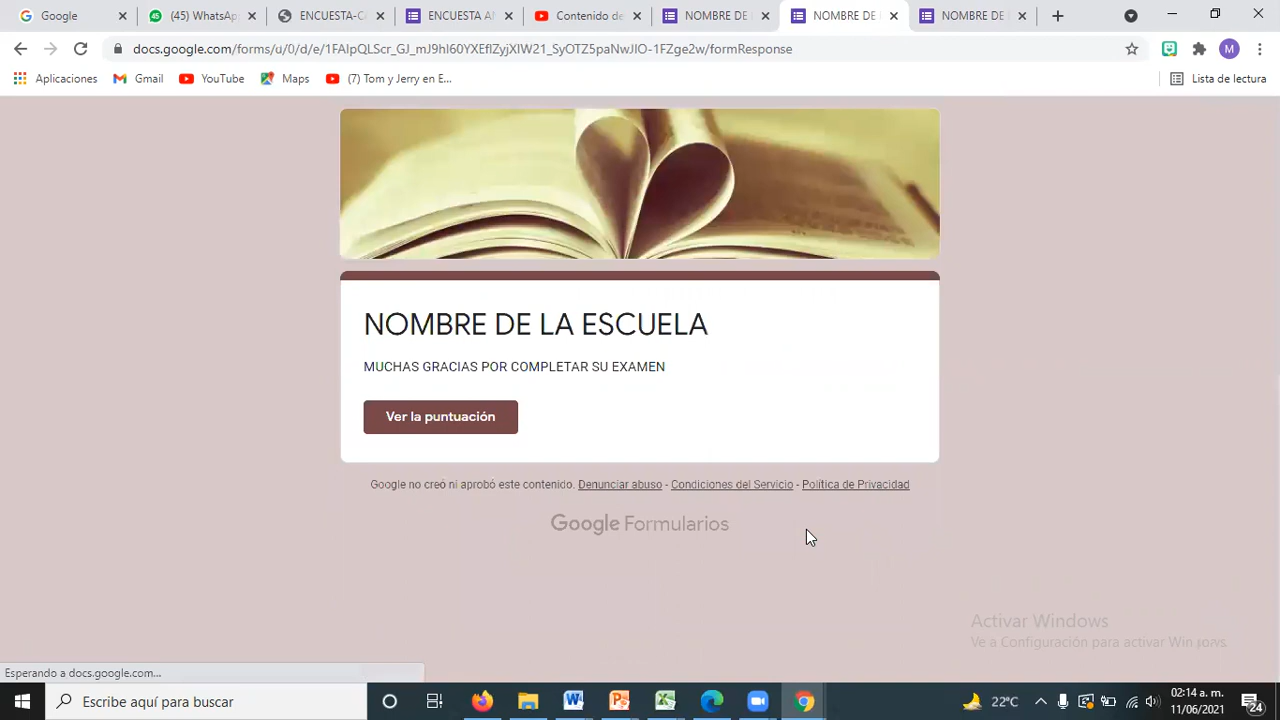 Google
(45) WhatsA
ENCUESTA-C
ENCUESTA A
Contenido de
NOMBRE DE
NOMBRE DE
NOMBRE DE
docs.google.com/forms/u/0/d/e/1FAIpQLScr_GJ_mJ9hI60YXEflZyjXIW21_SyOTZ5paNwJIO-1FZge2w/formResponse
M
Aplicaciones
Gmail
YouTube
Maps
(7) Tom y Jerry en E...
Lista de lectura
NOMBRE DE LA ESCUELA
MUCHAS GRACIAS POR COMPLETAR SU EXAMEN
Ver la puntuación
Google no creó ni aprobó este contenido. Denunciar abuso - Condiciones del Servicio - Política de Privacidad
Google Formularios
Activar Windows
Ve a Configuración para activar Windows.
Esperando a docs.google.com...
Escribe aquí para buscar
22°C
02:14 a. m.
11/06/2021
24